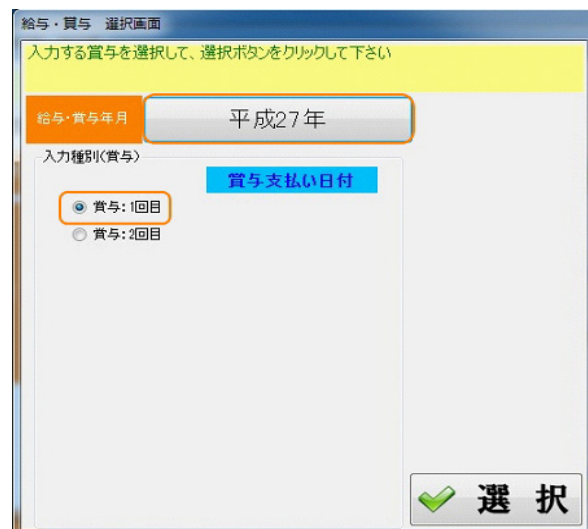 給与・賞与　選択画面
入力する賞与を選択して、選択ボタンをクリックして下さい
給与・賞与年月
平成27年
入力種別(賞与)
賞与支払い日付
賞与:1回目
賞与:2回目
選 択